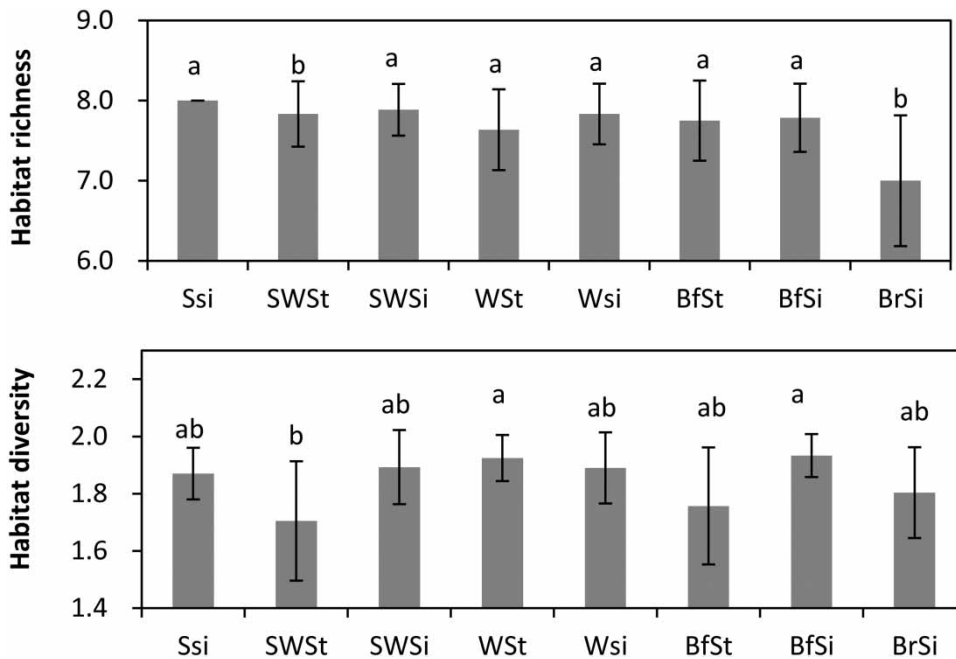 Habitat richness
9.0
8.0
7.0
6.0
a b a a a a a b
Ssi SWSt SWSi WSt Wsi BfSt BfSi BrSi
Habitat diversity
2.2
2.0
1.8
1.6
1.4
ab b ab a ab ab a ab
Ssi SWSt SWSi WSt Wsi BfSt BfSi BrSi